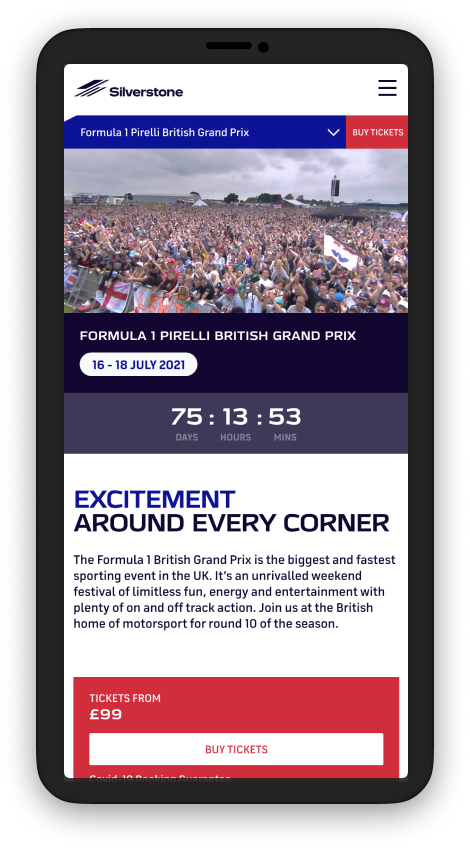 Silverstone
Formula 1 Pirelli British Grand Prix
BUY TICKETS
FORMULA 1 PIRELLI BRITISH GRAND PRIX
16 - 18 JULY 2021
75 : 13 : 53
DAYS HOURS MINS
EXCITEMENT
AROUND EVERY CORNER
The Formula 1 British Grand Prix is the biggest and fastest
sporting event in the UK. It's an unrivalled weekend
festival of limitless fun, energy and entertainment with
plenty of on and off track action. Join us at the British
home of motorsport for round 10 of the season.
TICKETS FROM
£99
BUY TICKETS
Covid-19 Booking Guarantee